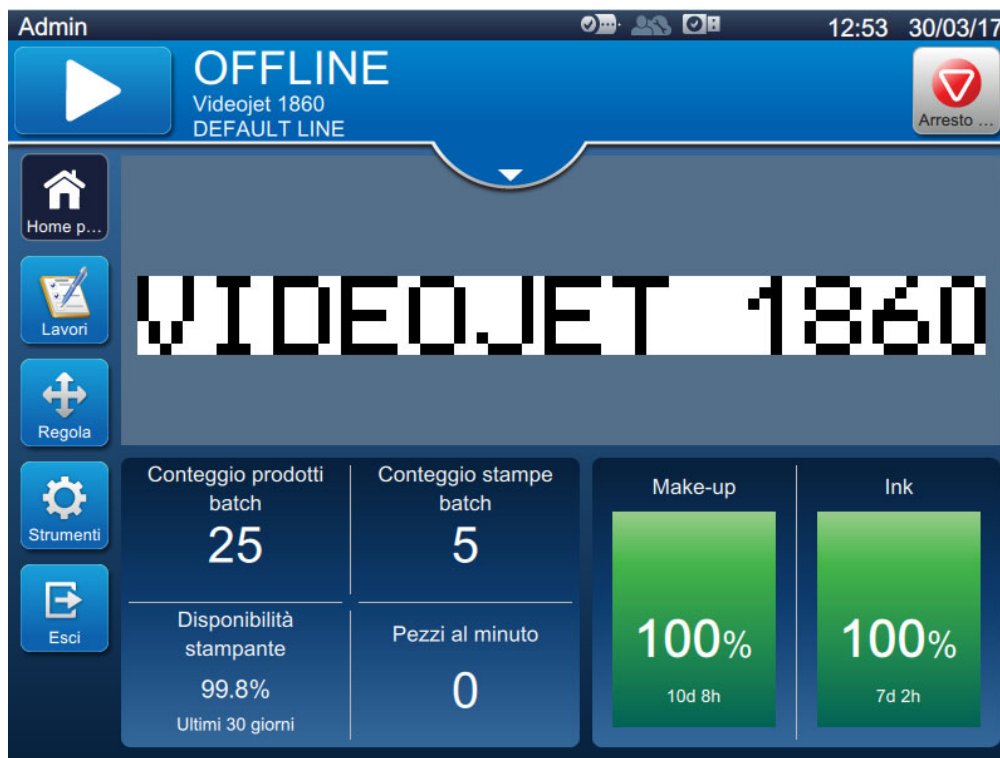 Admin
12:53 30/03/17
OFFLINE
Videojet 1860
DEFAULT LINE
Arresto ...
Home p...
Lavori
Regola
Strumenti
Esci
VIDEOJET 1860
Conteggio prodotti
batch
25
Conteggio stampe
batch
5
Disponibilità
stampante
99.8%
Ultimi 30 giorni
Pezzi al minuto
0
Make-up
100%
10d 8h
Ink
100%
7d 2h